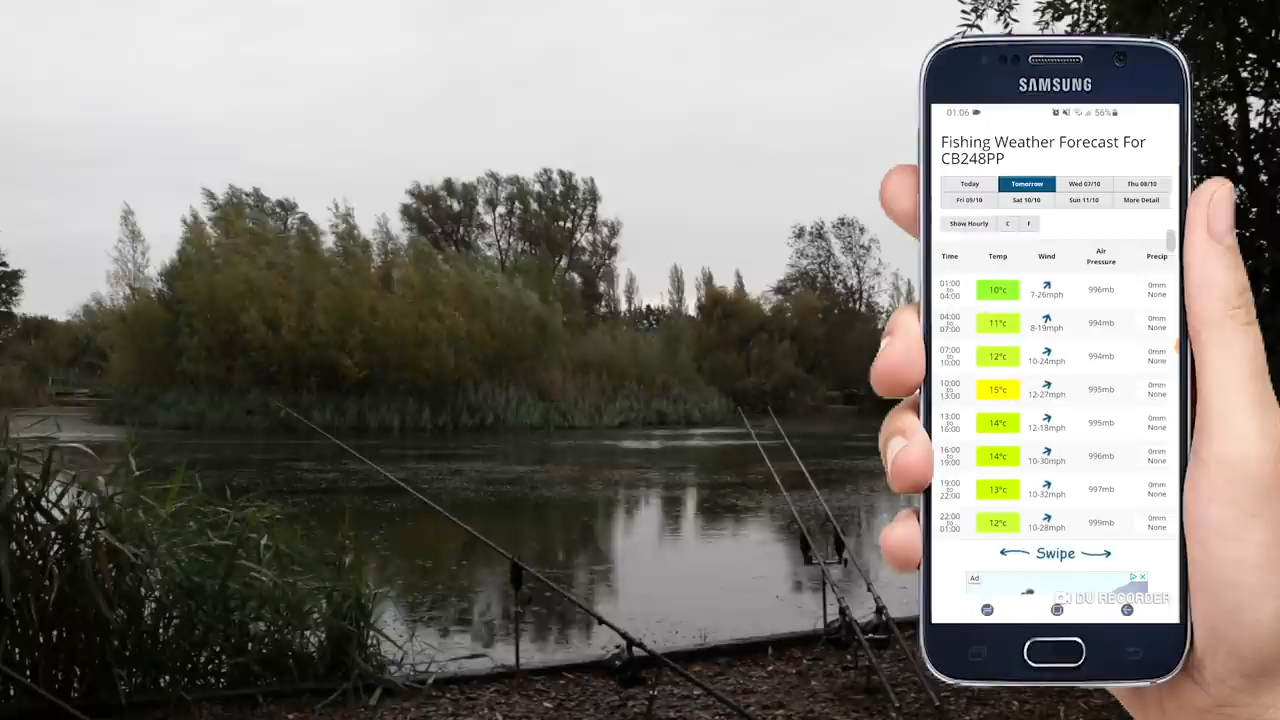 SAMSUNG
01:06 56%
Fishing Weather Forecast For
CB248PP
Today Tomorrow Wed 07/10 Thu 08/10
Fri 09/10 Sat 10/10 Sun 11/10 More Detail
Show Hourly C F
Time Temp Wind Air Pressure Precip
01:00 to 04:00 10°c 7-26mph 996mb 0mm None
04:00 to 07:00 11°c 8-19mph 994mb 0mm None
07:00 to 10:00 12°c 10-24mph 994mb 0mm None
10:00 to 13:00 15°c 12-27mph 995mb 0mm None
13:00 to 16:00 14°c 12-18mph 995mb 0mm None
16:00 to 19:00 14°c 10-30mph 996mb 0mm None
19:00 to 22:00 13°c 10-32mph 997mb 0mm None
22:00 to 01:00 12°c 10-28mph 999mb 0mm None
Swipe
Ad
DU RECORDER